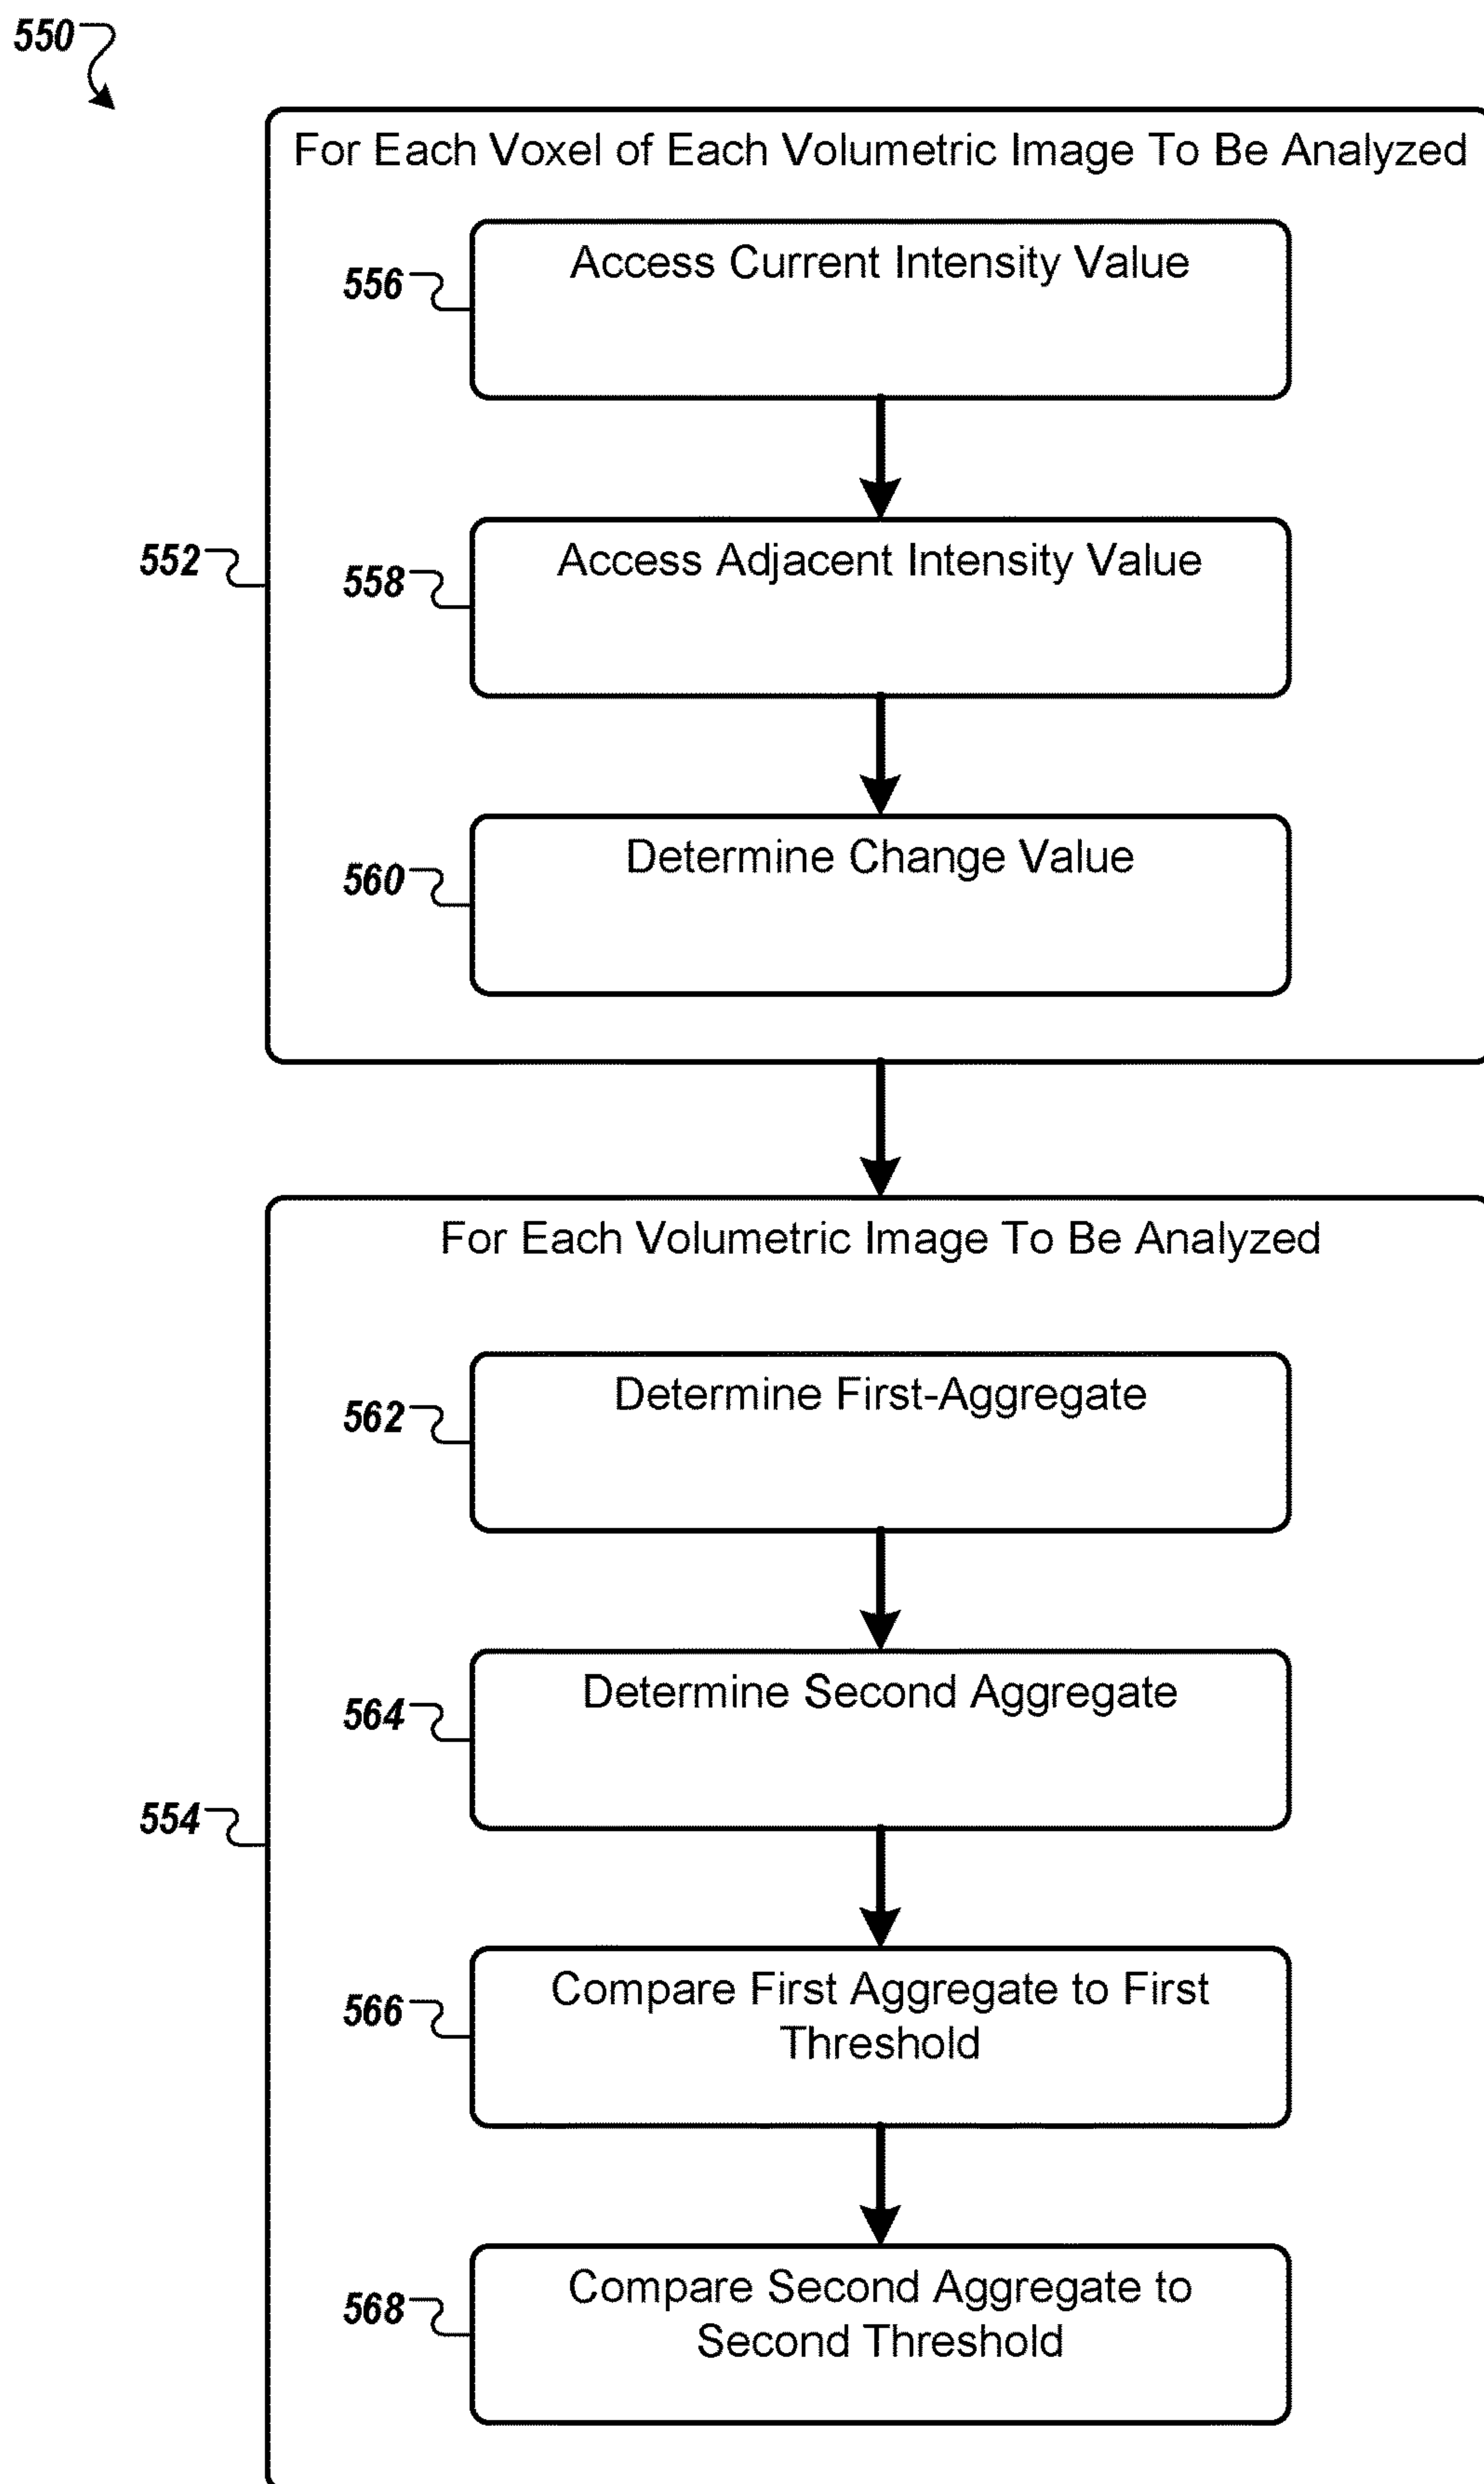 550
For Each Voxel of Each Volumetric Image To Be Analyzed
556
Access Current Intensity Value
552
558
Access Adjacent Intensity Value
560
Determine Change Value
For Each Volumetric Image To Be Analyzed
562
Determine First-Aggregate
564
Determine Second Aggregate
554
566
Compare First Aggregate to First
Threshold
568
Compare Second Aggregate to
Second Threshold